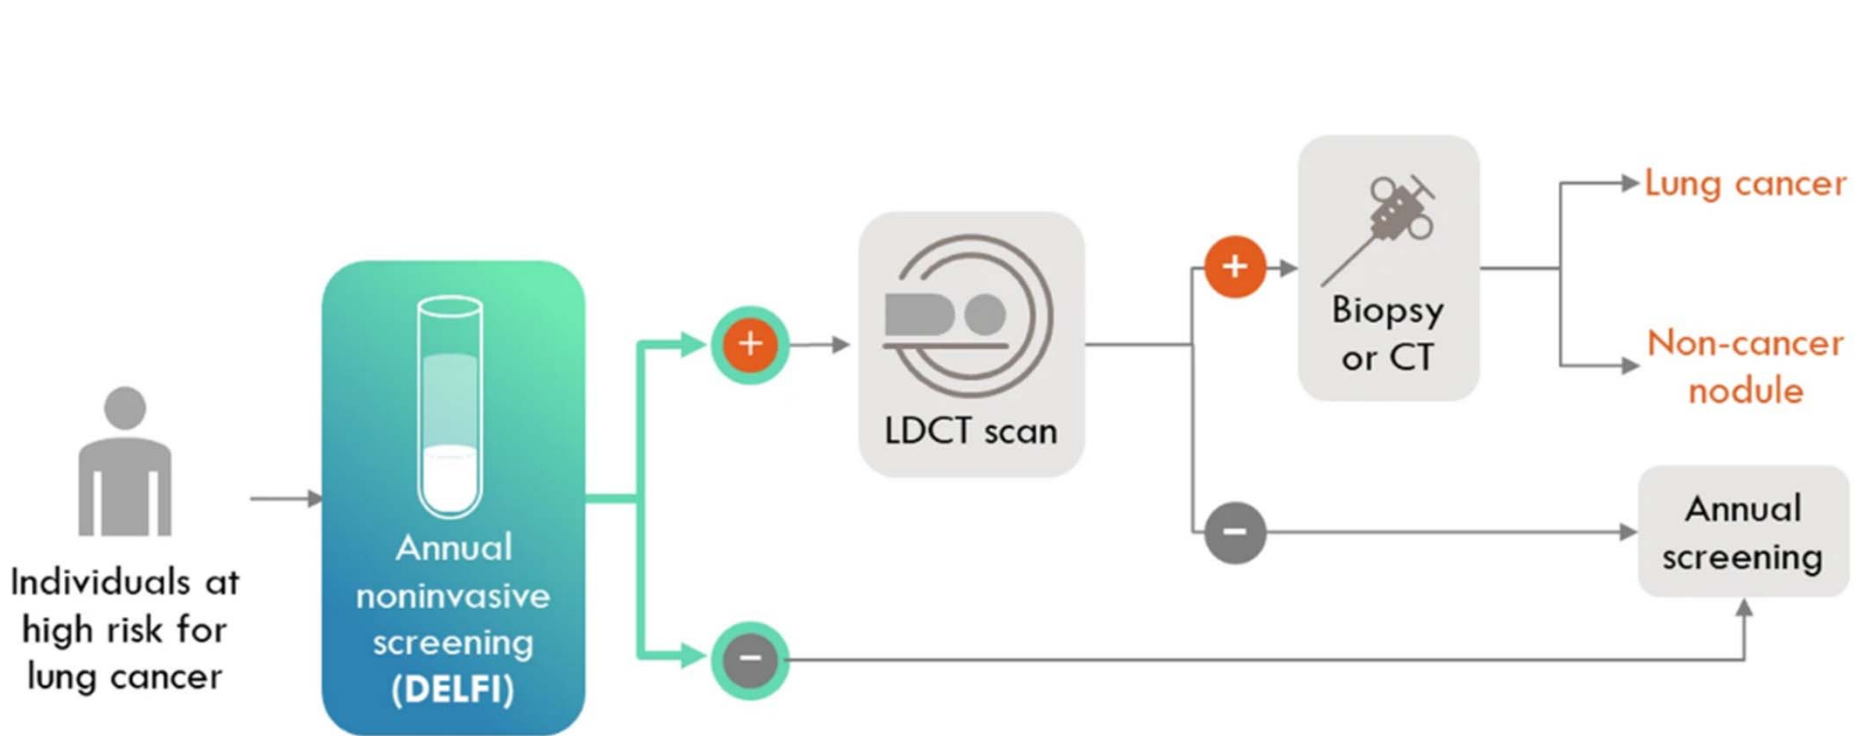 Individuals at
high risk for
lung cancer
Annual
noninvasive
screening
(DELFI)
+
−
LDCT scan
+
−
Biopsy
or CT
Lung cancer
Non-cancer
nodule
Annual
screening